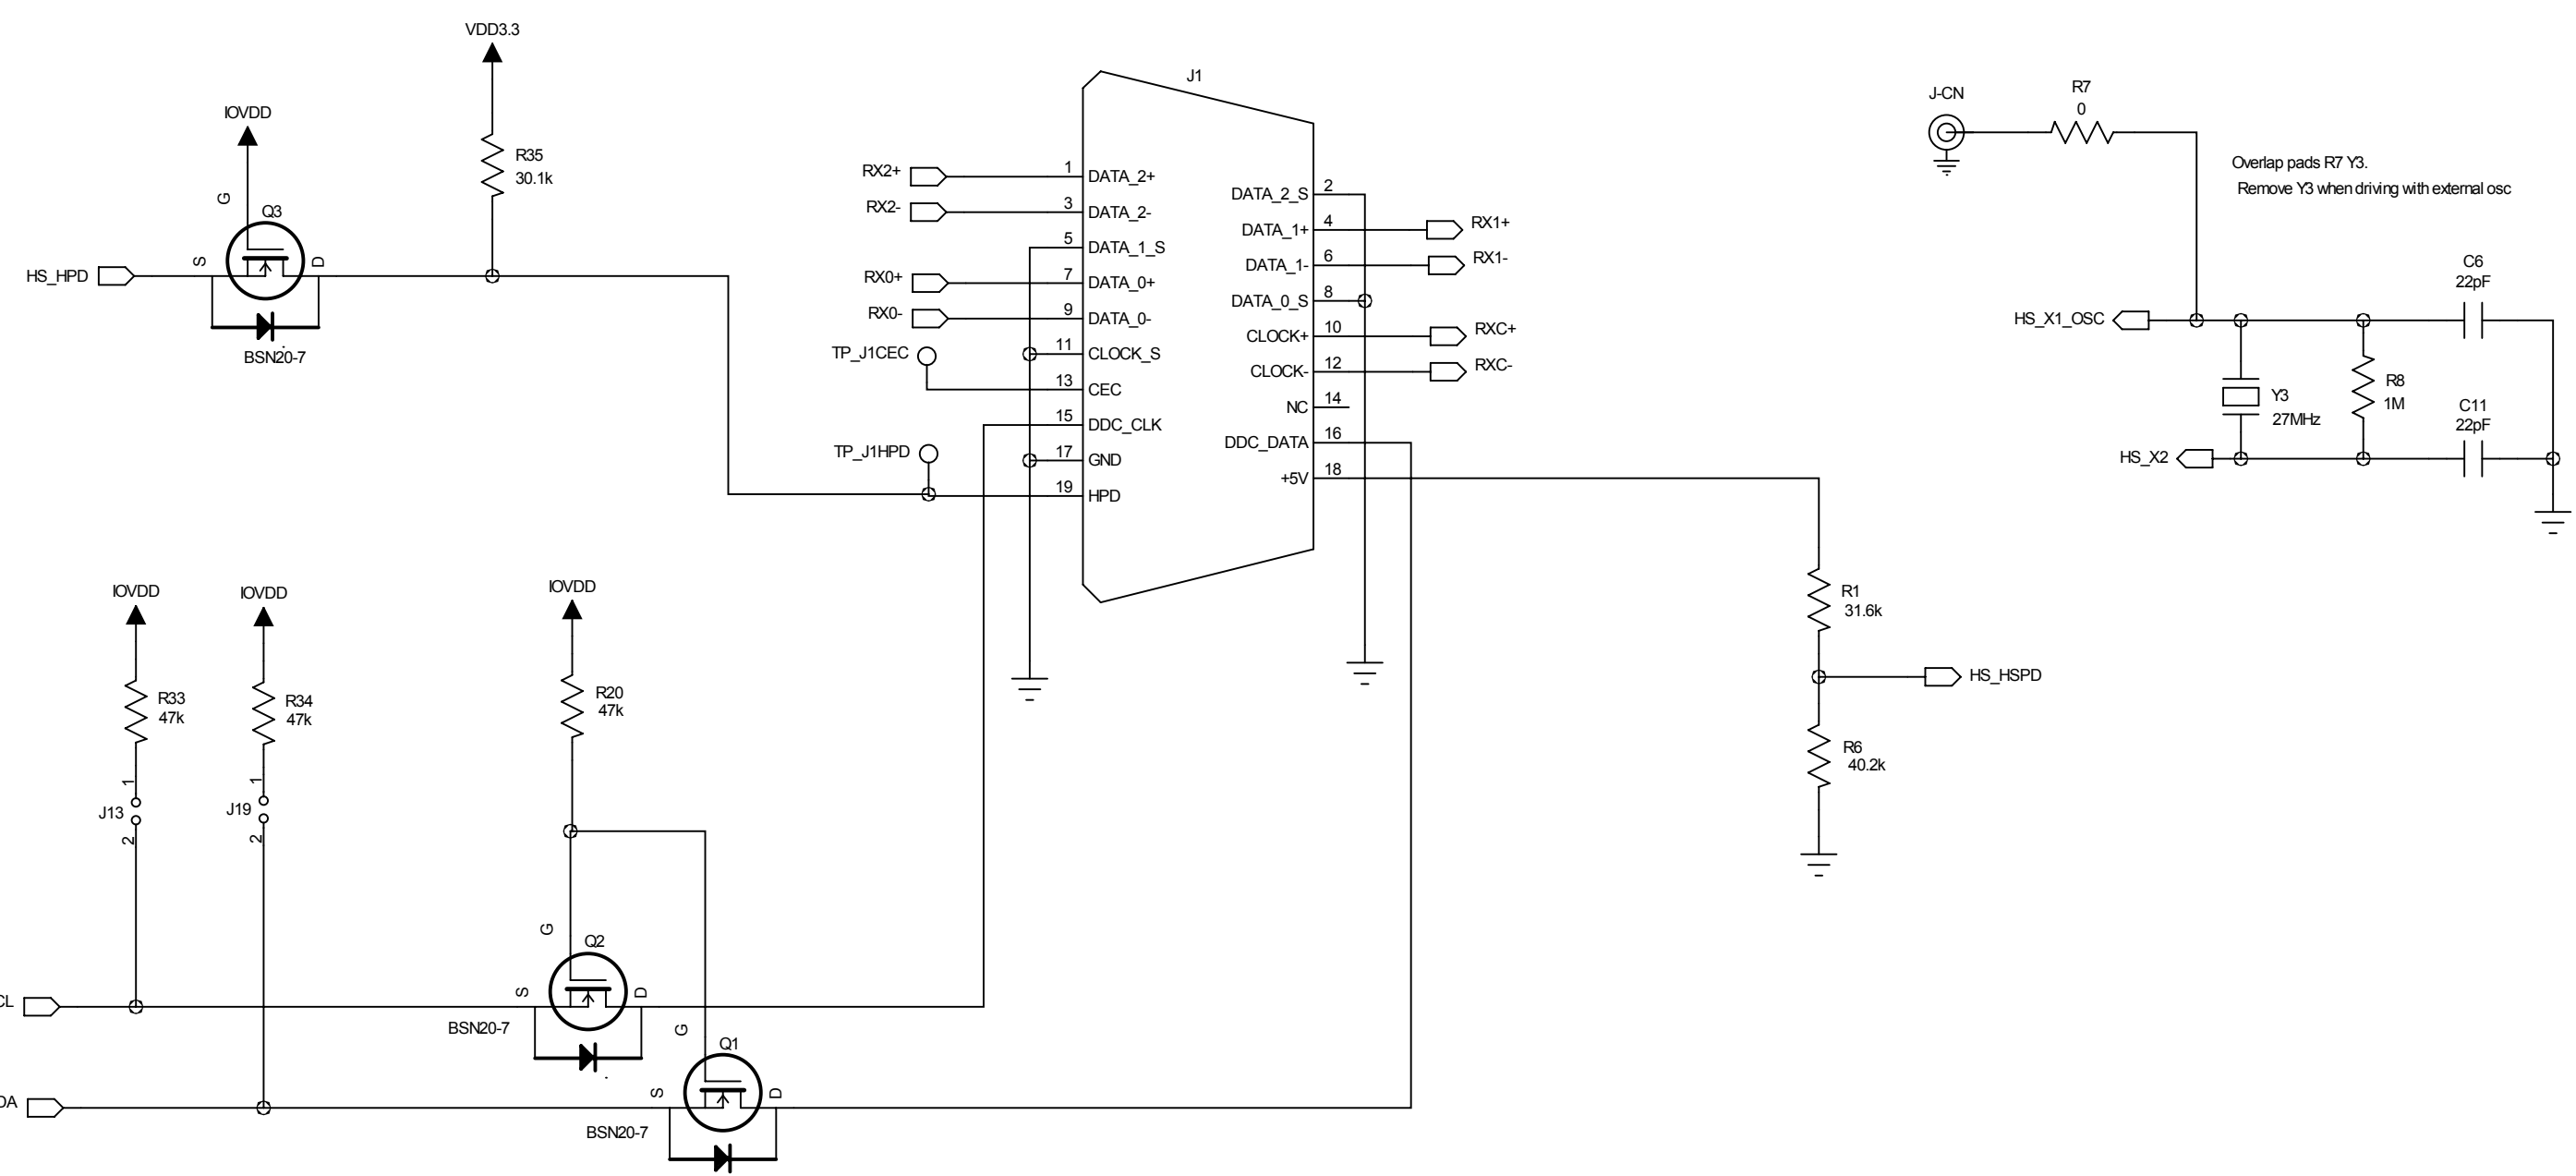 VDD3.3
IOVDD
G
R35
30.1k
Q3
S
D
HS_HPD
BSN20-7
J1
RX2+
1
DATA_2+
RX2-
3
DATA_2-
5
DATA_1_S
RX0+
7
DATA_0+
RX0-
9
DATA_0-
TP_J1CEC
11
CLOCK_S
13
CEC
15
DDC_CLK
TP_J1HPD
17
GND
19
HPD
DATA_2_S
2
DATA_1+
4
RX1+
DATA_1-
6
RX1-
DATA_0_S
8
CLOCK+
10
RXC+
CLOCK-
12
RXC-
NC
14
DDC_DATA
16
+5V
18
J-CN
R7
0
Overlap pads R7 Y3.
Remove Y3 when driving with external osc
C6
22pF
HS_X1_OSC
Y3
27MHz
R8
1M
C11
22pF
HS_X2
R1
31.6k
HS_HSPD
R6
40.2k
IOVDD
IOVDD
IOVDD
R33
47k
R34
47k
R20
47k
1
J13
2
1
J19
2
G
Q2
S
D
CL
BSN20-7
G
Q1
S
D
DA
BSN20-7